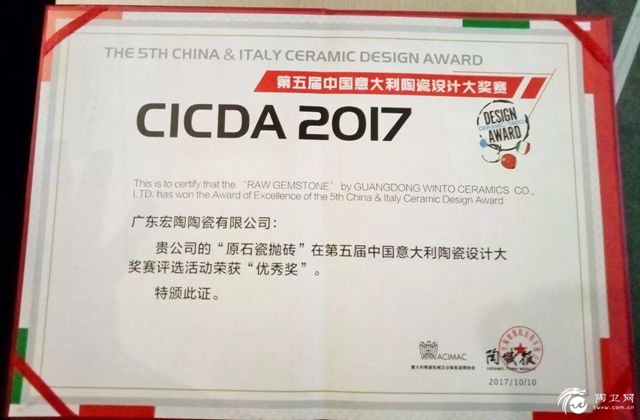 THE 5TH CHINA & ITALY CERAMIC DESIGN AWARD
第五届中国意大利陶瓷设计大奖赛
CICDA 2017
DESIGN
AWARD
This is to certify that the “RAW GEMSTONE” by GUANGDONG WINTO CERAMICS CO.,
LTD. has won the Award of Excellence of the 5th China & Italy Ceramic Design Award
广东宏陶陶瓷有限公司：
贵公司的“原石瓷抛砖”在第五届中国意大利陶瓷设计大
奖赛评选活动荣获“优秀奖”。
特颁此证。
ACIMAC
陶城报
2017/10/10
陶卫网